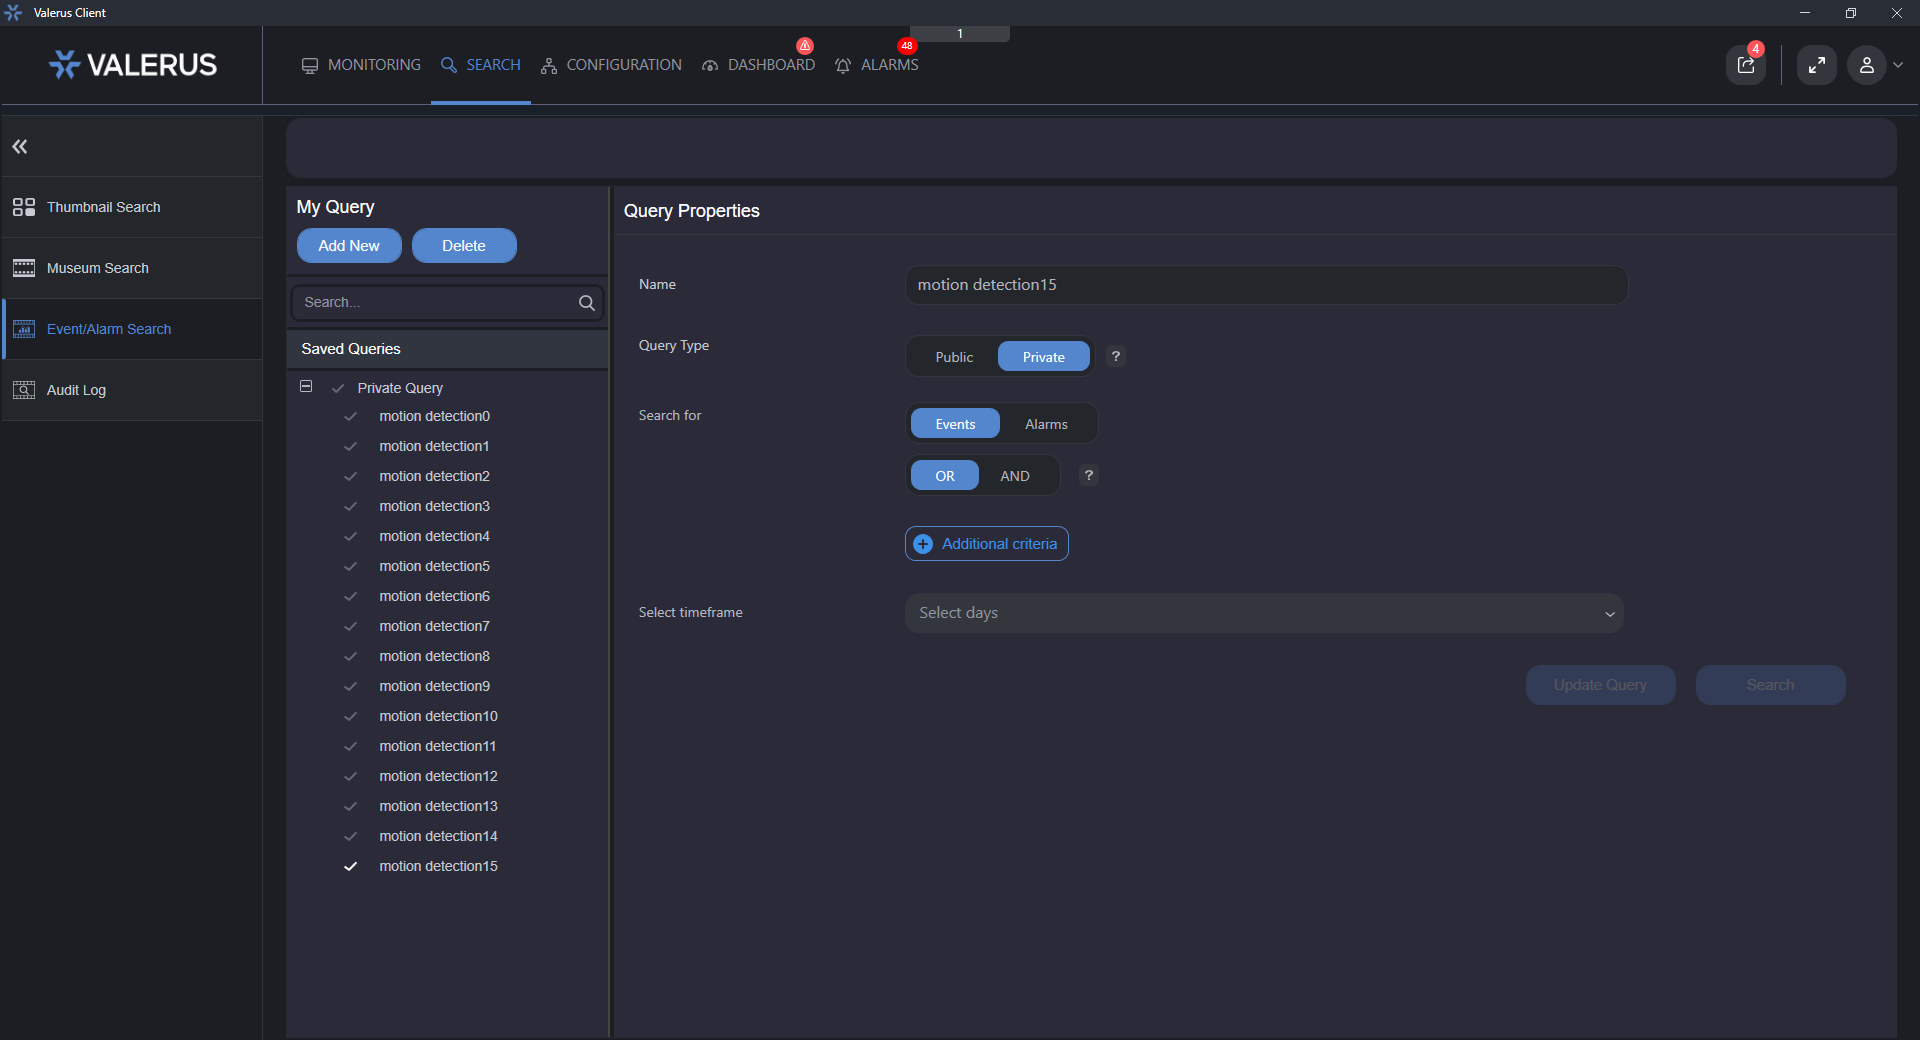 Valerus Client
1
VALERUS
MONITORING
SEARCH
CONFIGURATION
DASHBOARD
48
ALARMS
4
Thumbnail Search
Museum Search
Event/Alarm Search
Audit Log
My Query
Add New
Delete
Search...
Saved Queries
Private Query
motion detection0
motion detection1
motion detection2
motion detection3
motion detection4
motion detection5
motion detection6
motion detection7
motion detection8
motion detection9
motion detection10
motion detection11
motion detection12
motion detection13
motion detection14
motion detection15
Query Properties
Name
motion detection15
Query Type
Public
Private
?
Search for
Events
Alarms
OR
AND
?
Additional criteria
Select timeframe
Select days
Update Query
Search